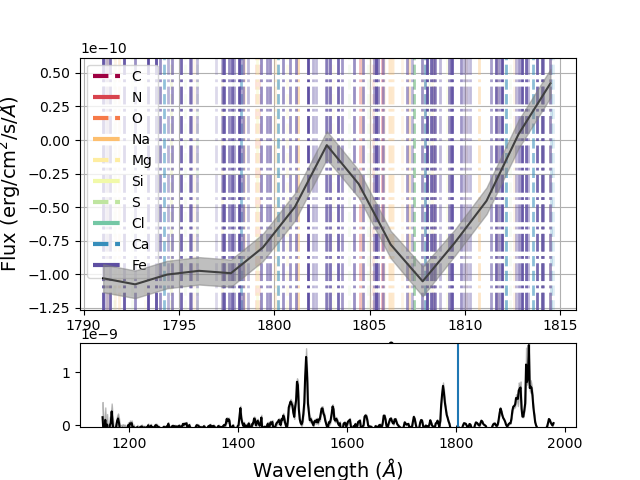 1e−10
0.50
0.25
0.00
−0.25
−0.50
−0.75
−1.00
−1.25
Flux (erg/cm²/s/Å)
C
N
O
Na
Mg
Si
S
Cl
Ca
Fe
1790 1795 1800 1805 1810 1815
1e−9
1
0
1200 1400 1600 1800 2000
Wavelength (Å)